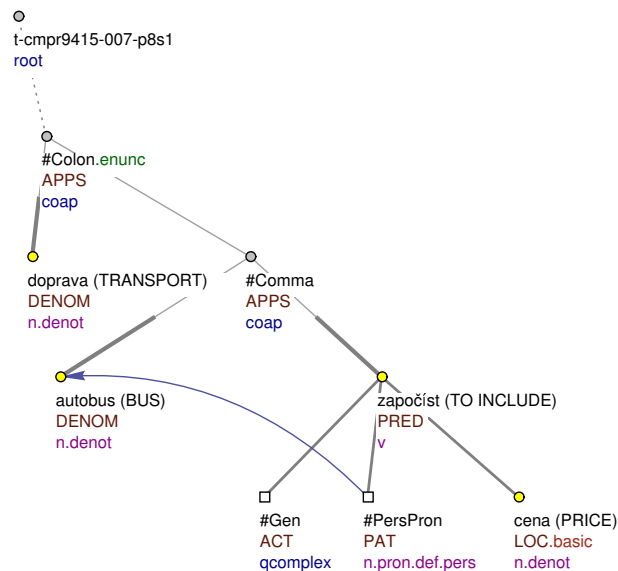 t-cmpr9415-007-p8s1
root
#Colon.enunc
APPS
coap
doprava (TRANSPORT)
DENOM
n.denot
#Comma
APPS
coap
autobus (BUS)
DENOM
n.denot
započíst (TO INCLUDE)
PRED
v
#Gen
ACT
qcomplex
#PersPron
PAT
n.pron.def.pers
cena (PRICE)
LOC.basic
n.denot